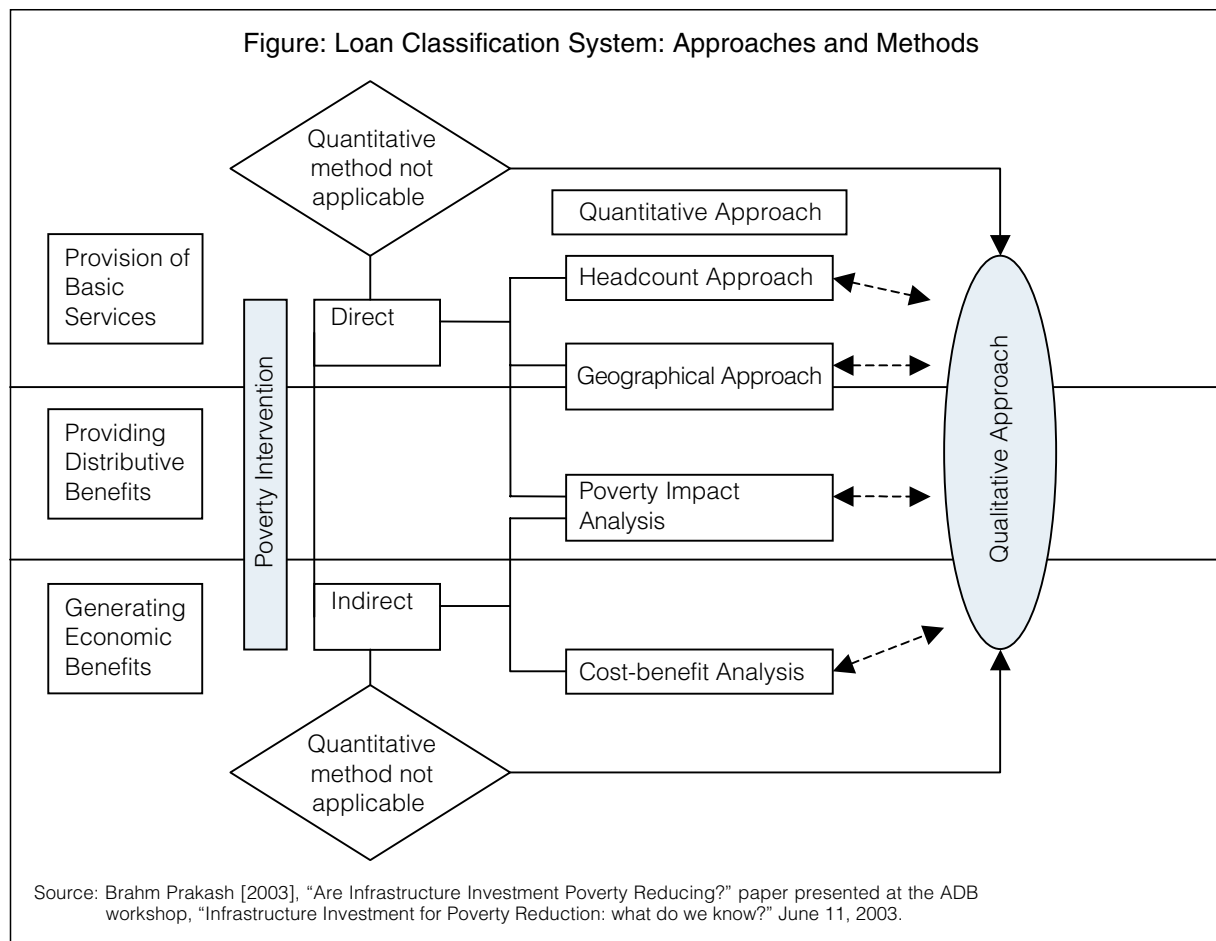 Figure: Loan Classification System: Approaches and Methods
Quantitative
method not
applicable
Quantitative Approach
Provision of
Basic
Services
Direct
Headcount Approach
Geographical Approach
Poverty Intervention
Providing
Distributive
Benefits
Poverty Impact
Analysis
Qualitative Approach
Generating
Economic
Benefits
Indirect
Cost-benefit Analysis
Quantitative
method not
applicable
Source: Brahm Prakash [2003], “Are Infrastructure Investment Poverty Reducing?” paper presented at the ADB
workshop, “Infrastructure Investment for Poverty Reduction: what do we know?” June 11, 2003.